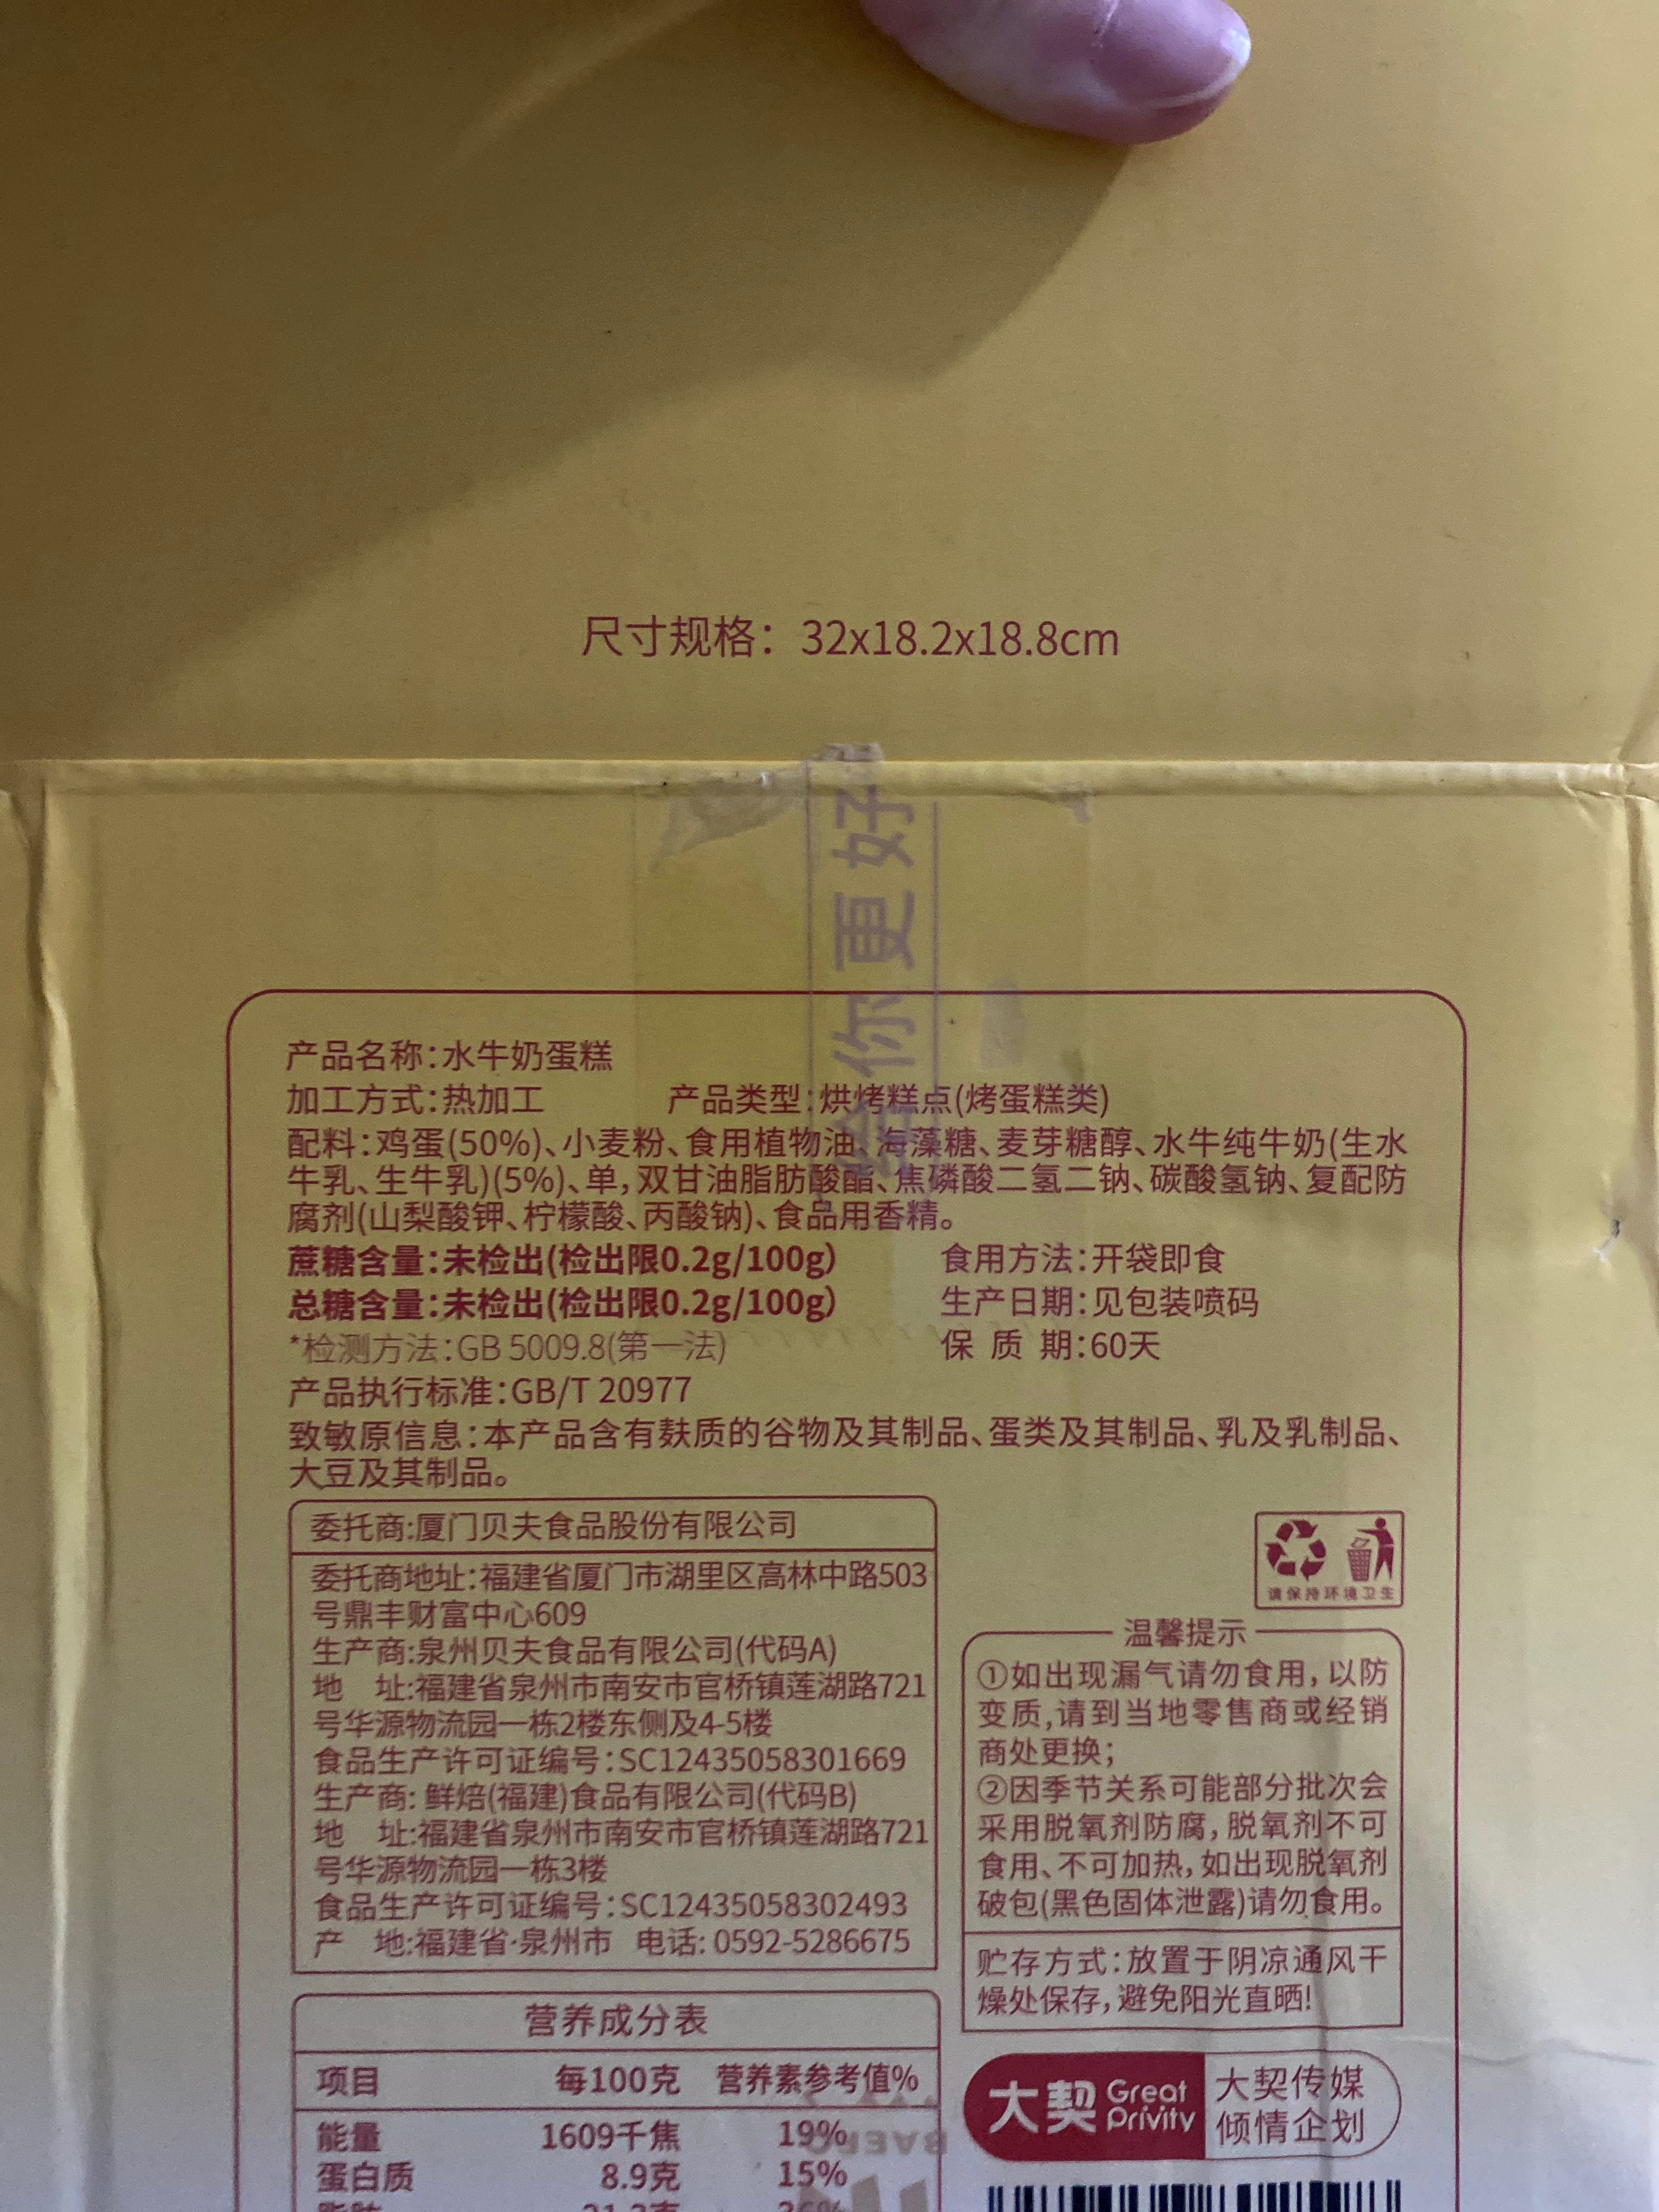 尺寸规格：32x18.2x18.8cm
你更好
产品名称：水牛奶蛋糕
加工方式：热加工 产品类型：烘烤糕点(烤蛋糕类)
配料：鸡蛋(50%)、小麦粉、食用植物油、海藻糖、麦芽糖醇、水牛纯牛奶(生水
牛乳、生牛乳)(5%)、单，双甘油脂肪酸酯、焦磷酸二氢二钠、碳酸氢钠、复配防
腐剂(山梨酸钾、柠檬酸、丙酸钠)、食品用香精。
蔗糖含量：未检出(检出限0.2g/100g) 食用方法：开袋即食
总糖含量：未检出(检出限0.2g/100g) 生产日期：见包装喷码
*检测方法：GB 5009.8(第一法) 保 质 期：60天
产品执行标准：GB/T 20977
致敏原信息：本产品含有麸质的谷物及其制品、蛋类及其制品、乳及乳制品、
大豆及其制品。
委托商:厦门贝夫食品股份有限公司
委托商地址：福建省厦门市湖里区高林中路503
号鼎丰财富中心609
生产商:泉州贝夫食品有限公司(代码A)
地 址:福建省泉州市南安市官桥镇莲湖路721
号华源物流园一栋2楼东侧及4-5楼
食品生产许可证编号：SC12435058301669
生产商: 鲜焙(福建)食品有限公司(代码B)
地 址:福建省泉州市南安市官桥镇莲湖路721
号华源物流园一栋3楼
食品生产许可证编号：SC12435058302493
产 地:福建省·泉州市 电话: 0592-5286675
请保持环境卫生
温馨提示
①如出现漏气请勿食用，以防
变质,请到当地零售商或经销
商处更换；
②因季节关系可能部分批次会
采用脱氧剂防腐，脱氧剂不可
食用、不可加热，如出现脱氧剂
破包(黑色固体泄露)请勿食用。
贮存方式：放置于阴凉通风干
燥处保存，避免阳光直晒!
营养成分表
项目 每100克 营养素参考值%
能量 1609千焦 19%
蛋白质 8.9克 15%
大契 Great Privity 大契传媒
倾情企划